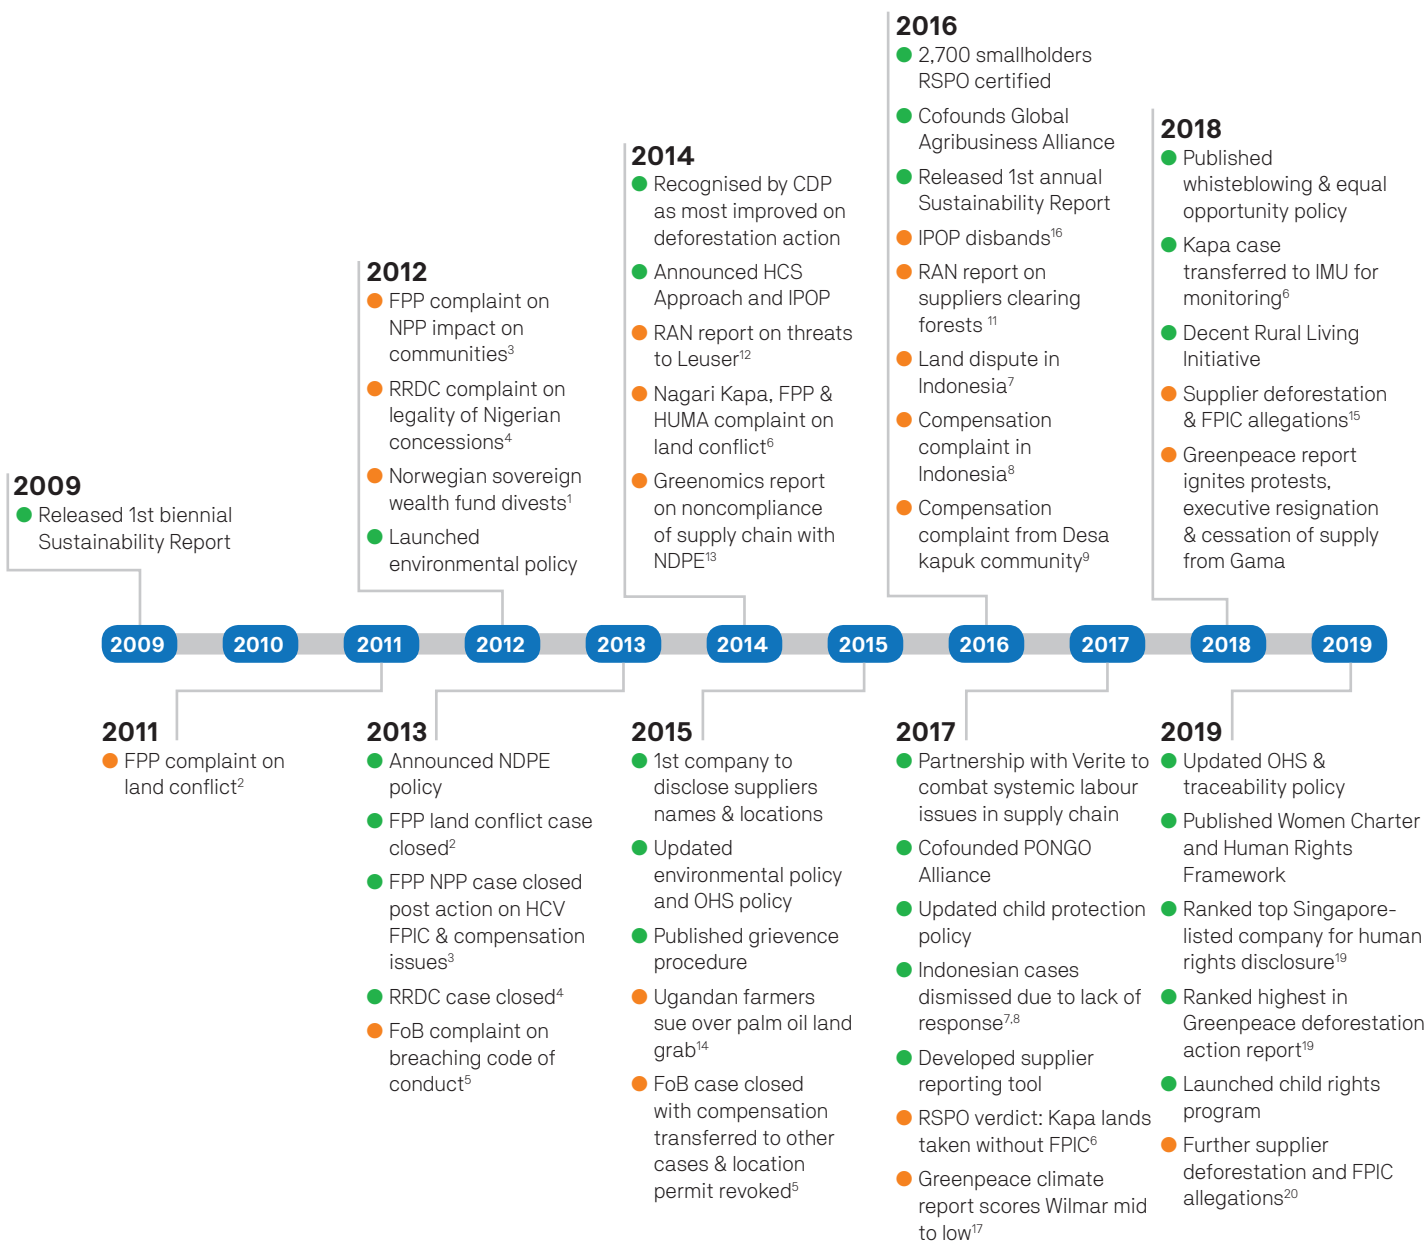 2009
Released 1st biennial
Sustainability Report
2012
FPP complaint on
NPP impact on
communities3
RRDC complaint on
legality of Nigerian
concessions4
Norwegian sovereign
wealth fund divests1
Launched
environmental policy
2014
Recognised by CDP
as most improved on
deforestation action
Announced HCS
Approach and IPOP
RAN report on threats
to Leuser12
Nagari Kapa, FPP &
HUMA complaint on
land conflict6
Greenomics report
on noncompliance
of supply chain with
NDPE13
2016
2,700 smallholders
RSPO certified
Cofounds Global
Agribusiness Alliance
Released 1st annual
Sustainability Report
IPOP disbands16
RAN report on
suppliers clearing
forests 11
Land dispute in
Indonesia7
Compensation
complaint in
Indonesia8
Compensation
complaint from Desa
kapuk community9
2018
Published
whisteblowing & equal
opportunity policy
Kapa case
transferred to IMU for
monitoring6
Decent Rural Living
Initiative
Supplier deforestation
& FPIC allegations15
Greenpeace report
ignites protests,
executive resignation
& cessation of supply
from Gama
2009 2010 2011 2012 2013 2014 2015 2016 2017 2018 2019
2011
FPP complaint on
land conflict2
2013
Announced NDPE
policy
FPP land conflict case
closed2
FPP NPP case closed
post action on HCV
FPIC & compensation
issues3
RRDC case closed4
FoB complaint on
breaching code of
conduct5
2015
1st company to
disclose suppliers
names & locations
Updated
environmental policy
and OHS policy
Published grievence
procedure
Ugandan farmers
sue over palm oil land
grab14
FoB case closed
with compensation
transferred to other
cases & location
permit revoked5
2017
Partnership with Verite to
combat systemic labour
issues in supply chain
Cofounded PONGO
Alliance
Updated child protection
policy
Indonesian cases
dismissed due to lack of
response7,8
Developed supplier
reporting tool
RSPO verdict: Kapa lands
taken without FPIC6
Greenpeace climate
report scores Wilmar mid
to low17
2019
Updated OHS &
traceability policy
Published Women Charter
and Human Rights
Framework
Ranked top Singapore-
listed company for human
rights disclosure19
Ranked highest in
Greenpeace deforestation
action report19
Launched child rights
program
Further supplier
deforestation and FPIC
allegations20